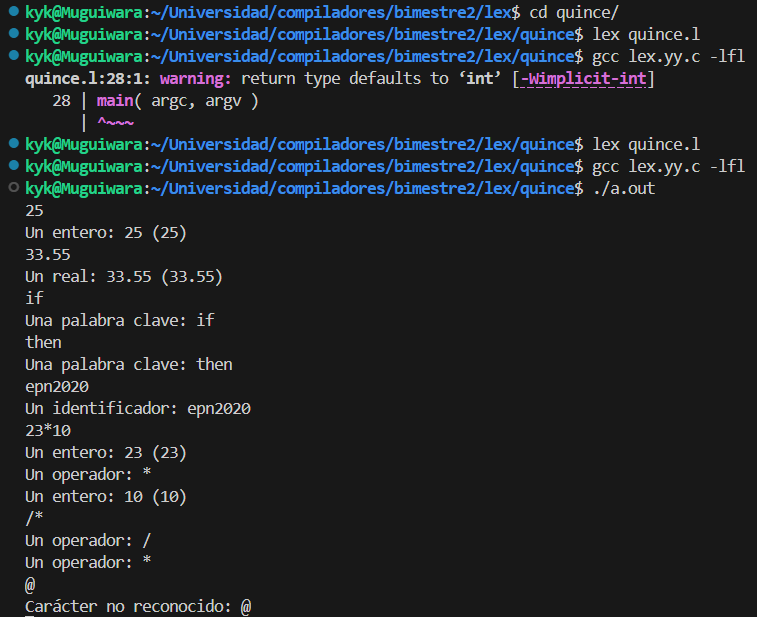 kyk@Muguiwara:~/Universidad/compiladores/bimestre2/lex$ cd quince/
kyk@Muguiwara:~/Universidad/compiladores/bimestre2/lex/quince$ lex quince.l
kyk@Muguiwara:~/Universidad/compiladores/bimestre2/lex/quince$ gcc lex.yy.c -lfl
quince.l:28:1: warning: return type defaults to ‘int’ [-Wimplicit-int]
   28 | main( argc, argv )
      | ^~~~
kyk@Muguiwara:~/Universidad/compiladores/bimestre2/lex/quince$ lex quince.l
kyk@Muguiwara:~/Universidad/compiladores/bimestre2/lex/quince$ gcc lex.yy.c -lfl
kyk@Muguiwara:~/Universidad/compiladores/bimestre2/lex/quince$ ./a.out
25
Un entero: 25 (25)
33.55
Un real: 33.55 (33.55)
if
Una palabra clave: if
then
Una palabra clave: then
epn2020
Un identificador: epn2020
23*10
Un entero: 23 (23)
Un operador: *
Un entero: 10 (10)
/*
Un operador: /
Un operador: *
@
Carácter no reconocido: @